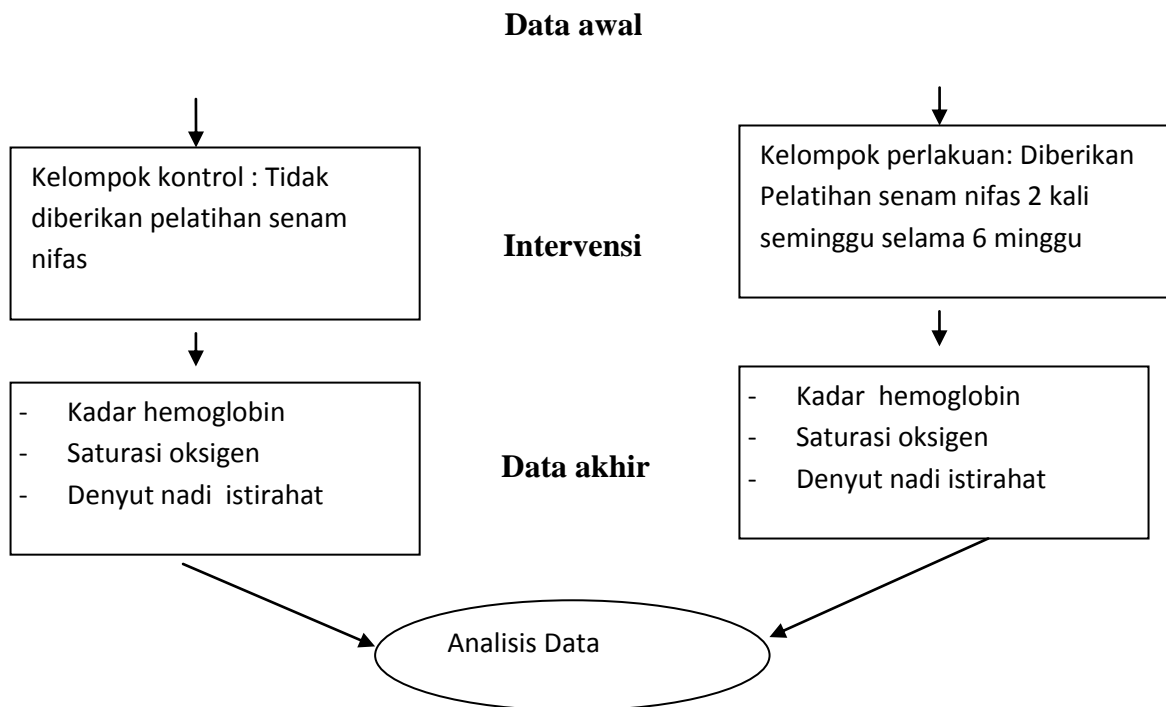 Data awal
Kelompok kontrol : Tidak
diberikan pelatihan senam
nifas
Intervensi
Kelompok perlakuan: Diberikan
Pelatihan senam nifas 2 kali
seminggu selama 6 minggu
- Kadar hemoglobin
- Saturasi oksigen
- Denyut nadi istirahat
Data akhir
- Kadar hemoglobin
- Saturasi oksigen
- Denyut nadi istirahat
Analisis Data